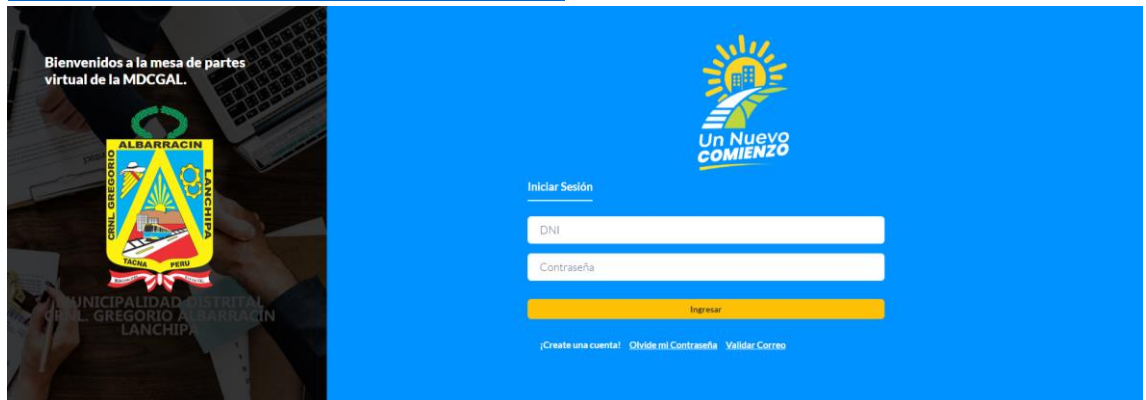 Bienvenidos a la mesa de partes
virtual de la MDCGAL.
ALBARRACIN
CRNL. GREGORIO
LANCHIPA
TACNA PERU
MUNICIPALIDAD DISTRITAL
CRNL. GREGORIO ALBARRACÍN
LANCHIPA
Un Nuevo
COMIENZO
Iniciar Sesión
DNI
Contraseña
Ingresar
¡Create una cuenta! Olvide mi Contraseña Validar Correo